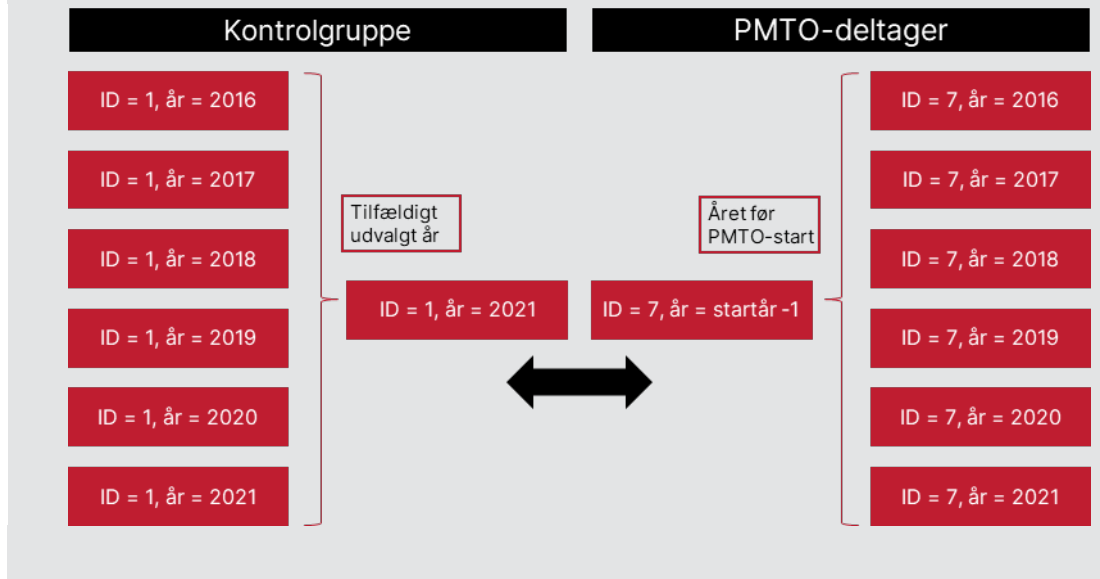 Kontrolgruppe
PMTO-deltager
ID = 1, år = 2016
ID = 1, år = 2017
ID = 1, år = 2018
ID = 1, år = 2019
ID = 1, år = 2020
ID = 1, år = 2021
Tilfældigt
udvalgt år
ID = 1, år = 2021
Året før
PMTO-start
ID = 7, år = startår -1
ID = 7, år = 2016
ID = 7, år = 2017
ID = 7, år = 2018
ID = 7, år = 2019
ID = 7, år = 2020
ID = 7, år = 2021